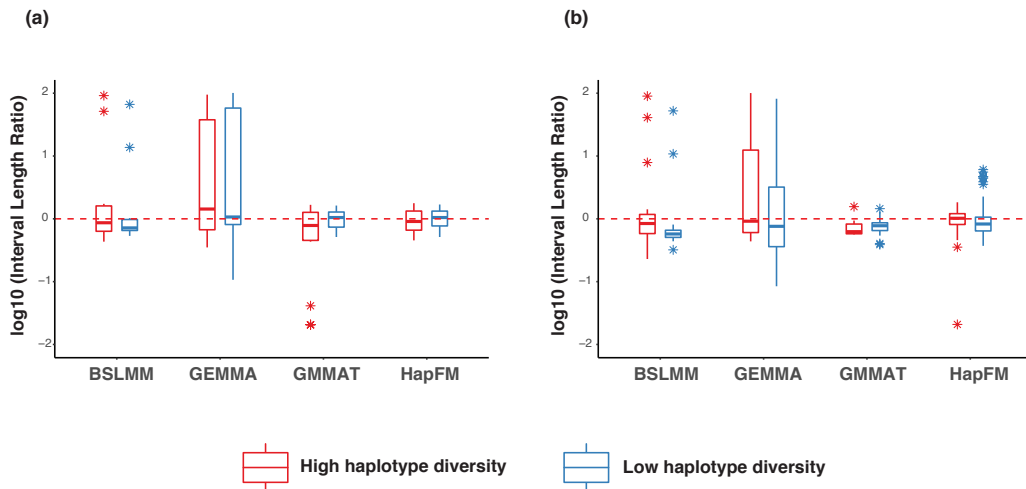 (a)
(b)
log10 (Interval Length Ratio)
2
1
0
−1
−2
BSLMM GEMMA GMMAT HapFM
log10 (Interval Length Ratio)
2
1
0
−1
−2
BSLMM GEMMA GMMAT HapFM
High haplotype diversity
Low haplotype diversity